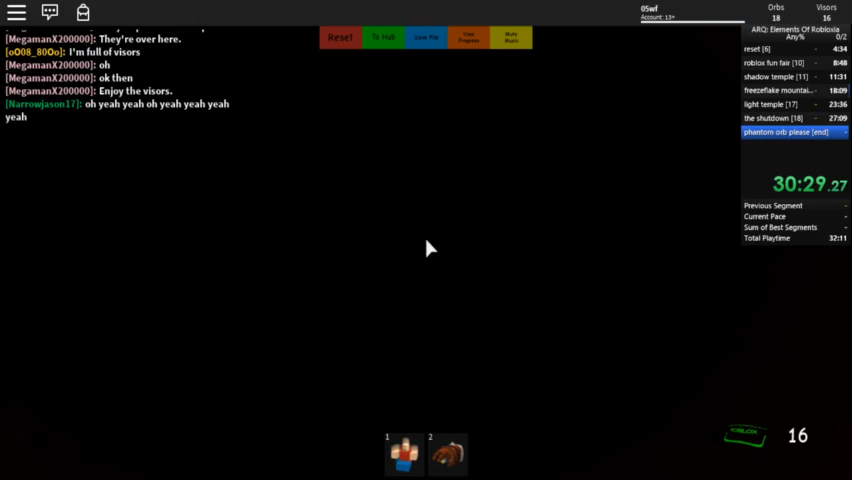 05wf
Account: 13+
Orbs
18
Visors
16
[MegamanX200000]: They're over here.
[oO08_80Oo]: I'm full of visors
[MegamanX200000]: oh
[MegamanX200000]: ok then
[MegamanX200000]: Enjoy the visors.
[Narrowjason17]: oh yeah yeah oh yeah yeah yeah
yeah
Reset
To Hub
Save File
View
Progress
Mute
Music
ARQ: Elements Of Robloxia
Any% 0/2
reset [6] - 4:34
roblox fun fair [10] - 8:48
shadow temple [11] - 11:31
freezeflake mountai... - 18:09
light temple [17] - 23:36
the shutdown [18] - 27:09
phantom orb please [end] -
30:29.27
Previous Segment -
Current Pace -
Sum of Best Segments -
Total Playtime 32:11
1
2
ROBLOX
16